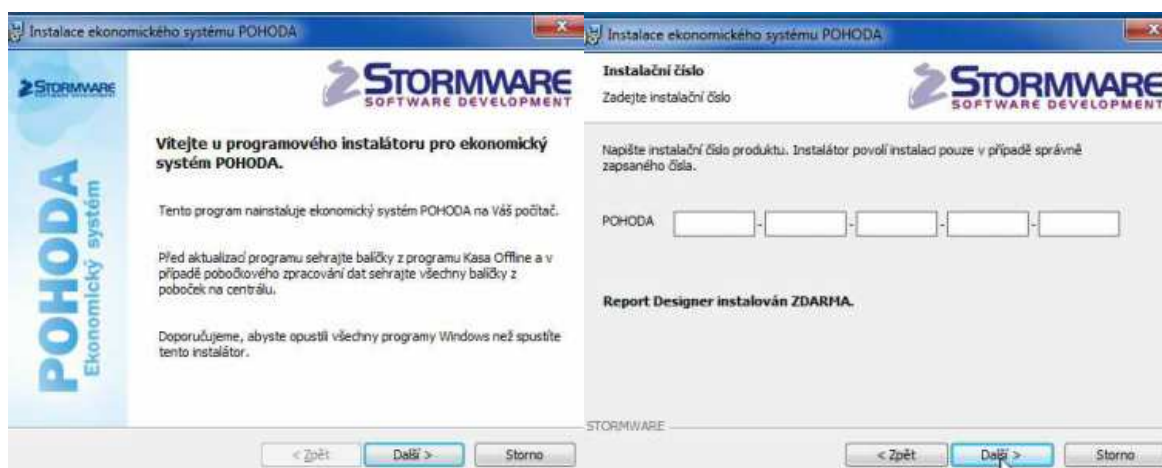 Instalace ekonomického systému POHODA
STORMWARE
STORMWARE
SOFTWARE DEVELOPMENT
POHODA
Ekonomický systém
Vítejte u programového instalátoru pro ekonomický
systém POHODA.
Tento program nainstaluje ekonomický systém POHODA na Váš počítač.
Před aktualizací programu sehrajte balíčky z programu Kasa Offline a v
případě pobočkového zpracování dat sehrajte všechny balíčky z
poboček na centrálu.
Doporučujeme, abyste opustili všechny programy Windows než spustíte
tento instalátor.
< Zpět
Další >
Storno
Instalace ekonomického systému POHODA
Instalační číslo
Zadejte instalační číslo
STORMWARE
SOFTWARE DEVELOPMENT
Napište instalační číslo produktu. Instalátor povolí instalaci pouze v případě správně
zapsaného čísla.
POHODA - - - -
Report Designer instalován ZDARMA.
STORMWARE
< Zpět
Další >
Storno